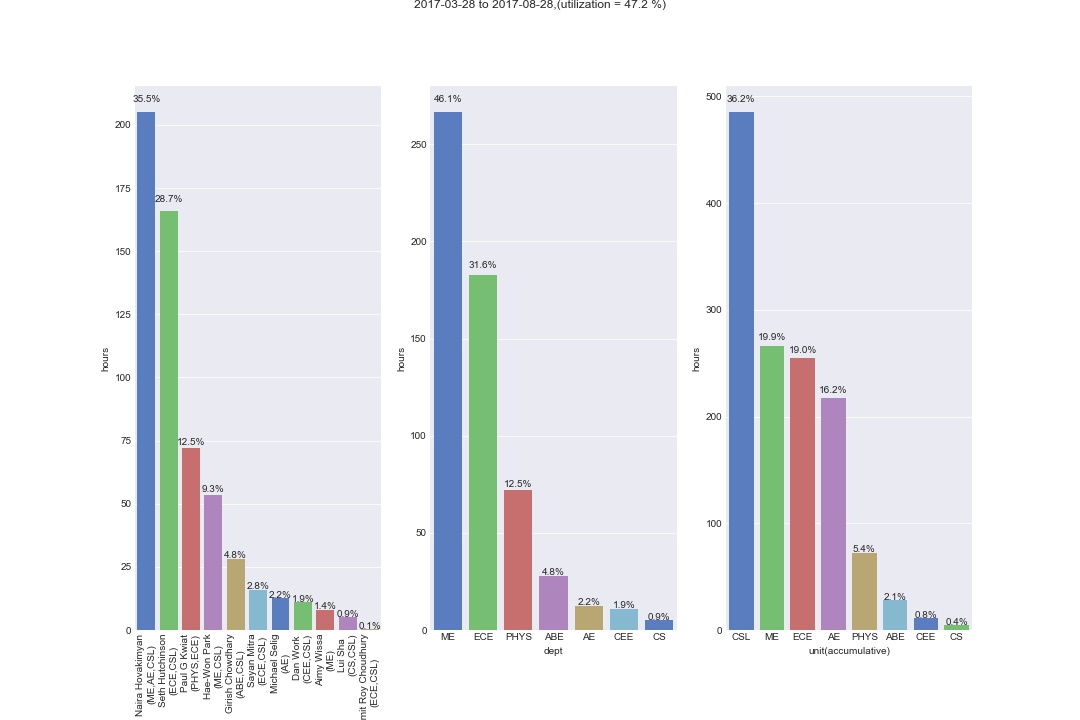 2017-03-28 to 2017-08-28,(utilization = 47.2 %)
hours
200
175
150
125
100
75
50
25
0
35.5%
28.7%
12.5%
9.3%
4.8%
2.8%
2.2%
1.9%
1.4%
0.9%
0.1%
Naira Hovakimyan
(ME,AE,CSL)
Seth Hutchinson
(ECE,CSL)
Paul G Kwiat
(PHYS,ECE)
Hae-Won Park
(ME,CSL)
Girish Chowdhary
(ABE,CSL)
Sayan Mitra
(ECE,CSL)
Michael Selig
(AE)
Dan Work
(CEE,CSL)
Aimy Wissa
(ME)
Lui Sha
(CS,CSL)
mit Roy Choudhury
(ECE,CSL)
hours
250
200
150
100
50
0
46.1%
31.6%
12.5%
4.8%
2.2%
1.9%
0.9%
ME ECE PHYS ABE AE CEE CS
dept
hours
500
400
300
200
100
0
36.2%
19.9%
19.0%
16.2%
5.4%
2.1%
0.8%
0.4%
CSL ME ECE AE PHYS ABE CEE CS
unit(accumulative)